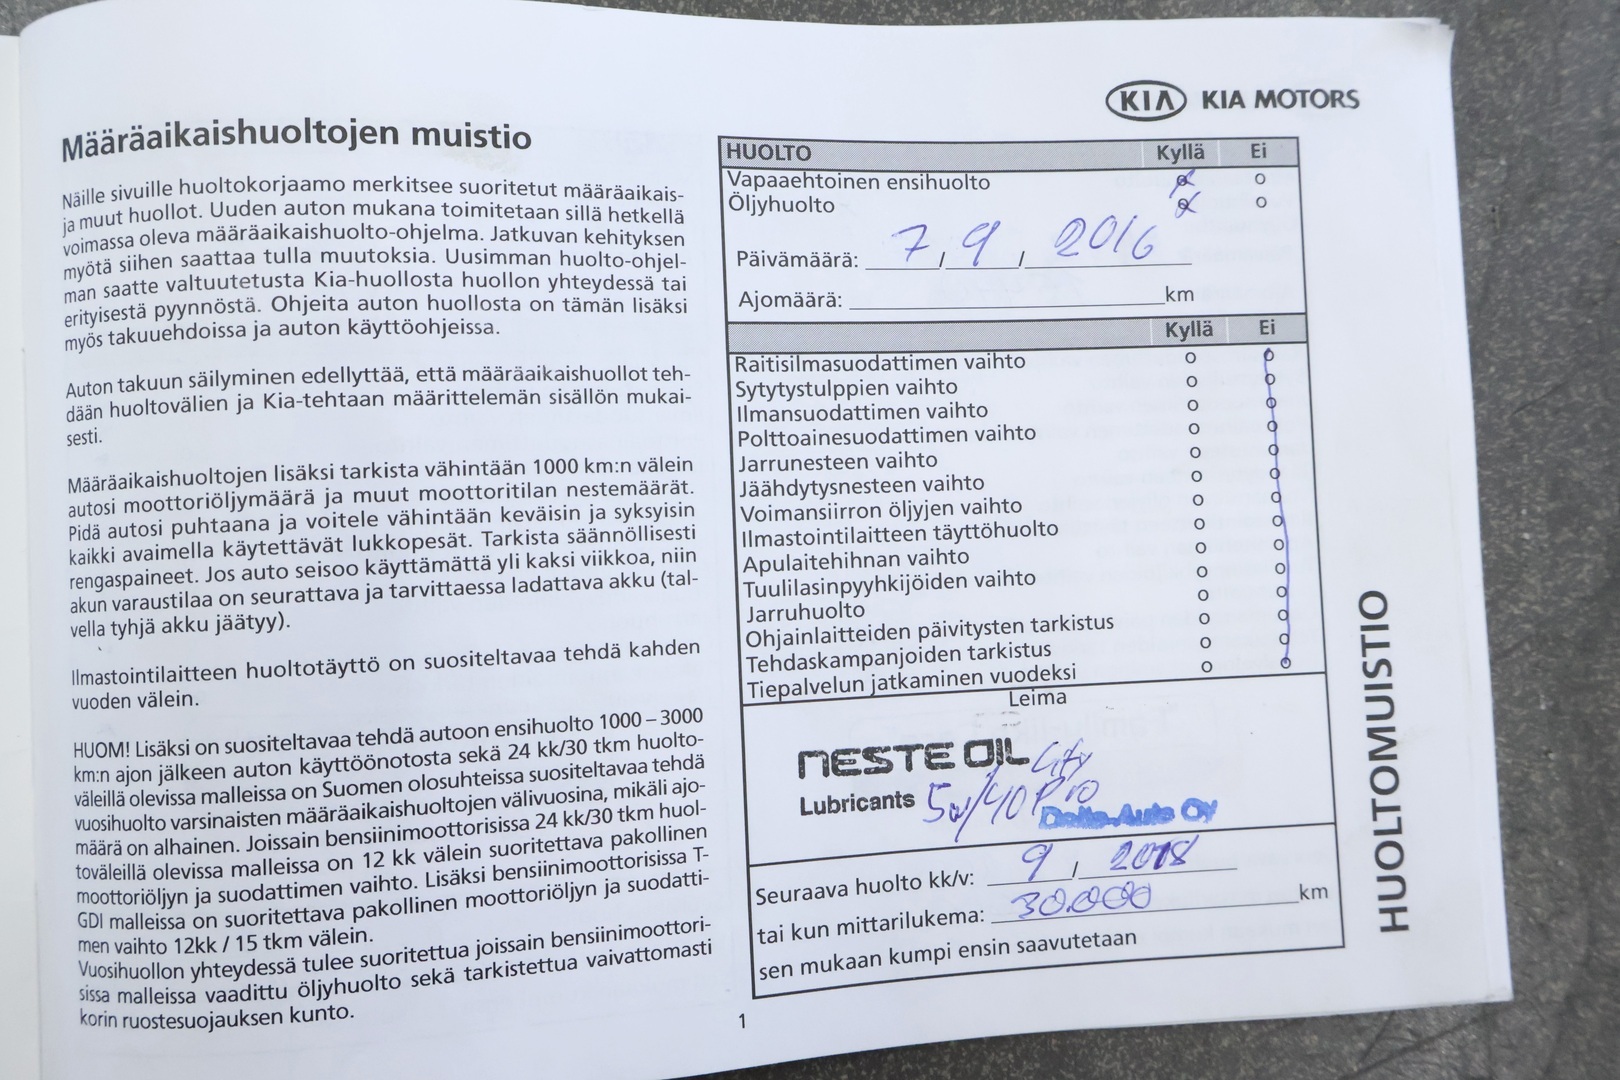 Määräaikaishuoltojen muistio
Näille sivuille huoltokorjaamo merkitsee suoritetut määräaikais-
ja muut huollot. Uuden auton mukana toimitetaan sillä hetkellä
voimassa oleva määräaikaishuolto-ohjelma. Jatkuvan kehityksen
myötä siihen saattaa tulla muutoksia. Uusimman huolto-ohjel-
man saatte valtuutetusta Kia-huollosta huollon yhteydessä tai
erityisestä pyynnöstä. Ohjeita auton huollosta on tämän lisäksi
myös takuuehdoissa ja auton käyttöohjeissa.
Auton takuun säilyminen edellyttää, että määräaikaishuollot teh-
dään huoltovälien ja Kia-tehtaan määrittelemän sisällön mukai-
sesti.
Määräaikaishuoltojen lisäksi tarkista vähintään 1000 km:n välein
autosi moottoriöljymäärä ja muut moottoritilan nestemäärät.
Pidä autosi puhtaana ja voitele vähintään keväisin ja syksyisin
kaikki avaimella käytettävät lukkopesät. Tarkista säännöllisesti
rengaspaineet. Jos auto seisoo käyttämättä yli kaksi viikkoa, niin
akun varaustilaa on seurattava ja tarvittaessa ladattava akku (tal-
vella tyhjä akku jäätyy).
Ilmastointilaitteen huoltotäyttö on suositeltavaa tehdä kahden
vuoden välein.
HUOM! Lisäksi on suositeltavaa tehdä autoon ensihuolto 1000 – 3000
km:n ajon jälkeen auton käyttöönotosta sekä 24 kk/30 tkm huolto-
väleillä olevissa malleissa on Suomen olosuhteissa suositeltavaa tehdä
vuosihuolto varsinaisten määräaikaishuoltojen välivuosina, mikäli ajo-
määrä on alhainen. Joissain bensiinimoottorisissa 24 kk/30 tkm huol-
toväleillä olevissa malleissa on 12 kk välein suoritettava pakollinen
moottoriöljyn ja suodattimen vaihto. Lisäksi bensiinimoottorisissa T-
GDI malleissa on suoritettava pakollinen moottoriöljyn ja suodatti-
men vaihto 12kk / 15 tkm välein.
Vuosihuollon yhteydessä tulee suoritettua joissain bensiinimoottori-
sissa malleissa vaadittu öljyhuolto sekä tarkistettua vaivattomasti
korin ruostesuojauksen kunto.
KIA KIA MOTORS
HUOLTO Kyllä Ei
Vapaaehtoinen ensihuolto
Öljyhuolto
Päivämäärä: 7 / 9 / 2016
Ajomäärä: km
Kyllä Ei
Raitisilmasuodattimen vaihto
Sytytystulppien vaihto
Ilmansuodattimen vaihto
Polttoainesuodattimen vaihto
Jarrunesteen vaihto
Jäähdytysnesteen vaihto
Voimansiirron öljyjen vaihto
Ilmastointilaitteen täyttöhuolto
Apulaitehihnan vaihto
Tuulilasinpyyhkijöiden vaihto
Jarruhuolto
Ohjainlaitteiden päivitysten tarkistus
Tehdaskampanjoiden tarkistus
Tiepalvelun jatkaminen vuodeksi
Leima
NESTE OIL City
Lubricants 5w/40 Pro
Delta-Auto Oy
Seuraava huolto kk/v: 9 / 2018
tai kun mittarilukema: 30.000 km
sen mukaan kumpi ensin saavutetaan
HUOLTOMUISTIO
1